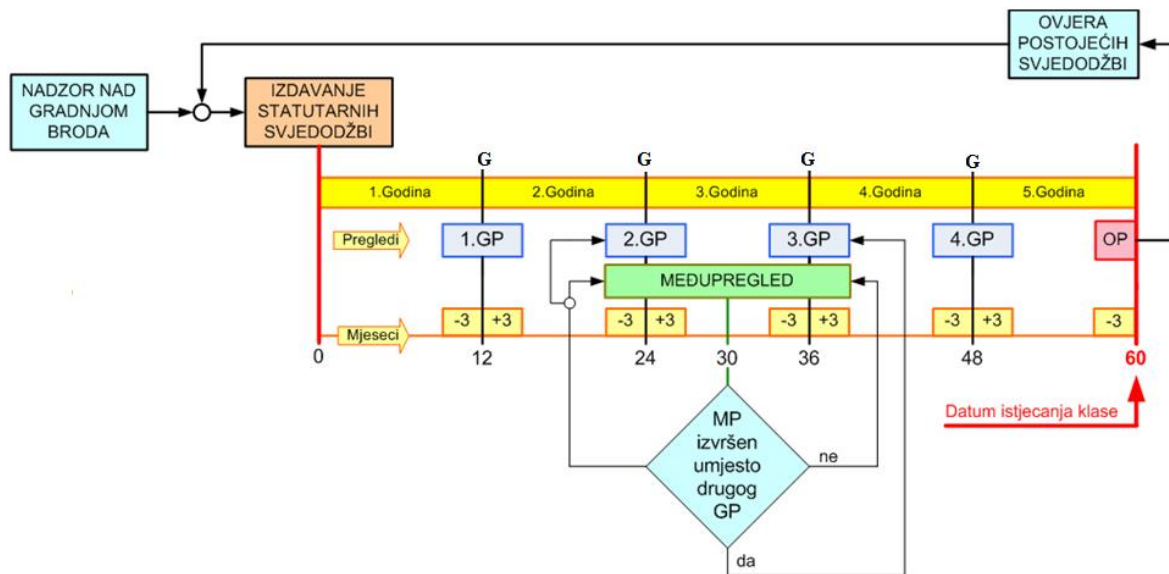 OVJERA
POSTOJEĆIH
SVJEDODŽBI
NADZOR NAD
GRADNJOM
BRODA
IZDAVANJE
STATUTARNIH
SVJEDODŽBI
G G G G
1.Godina 2.Godina 3.Godina 4.Godina 5.Godina
Pregledi 1.GP 2.GP 3.GP 4.GP OP
MEĐUPREGLED
Mjeseci -3 +3 -3 +3 -3 +3 -3 +3 -3
0 12 24 30 36 48 60
Datum istjecanja klase
MP
izvršen
umjesto
drugog
GP
ne
da